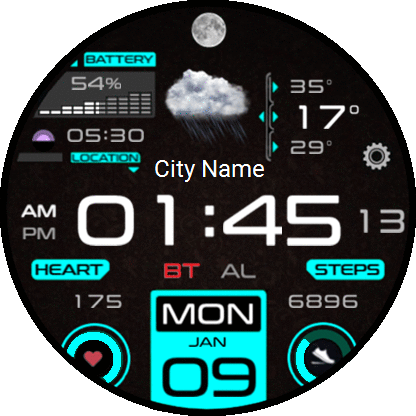 BATTERY
54%
35°
17°
29°
05:30
LOCATION
City Name
AM
PM
01:45
13
HEART
BT
AL
STEPS
175
6896
MON
JAN
09